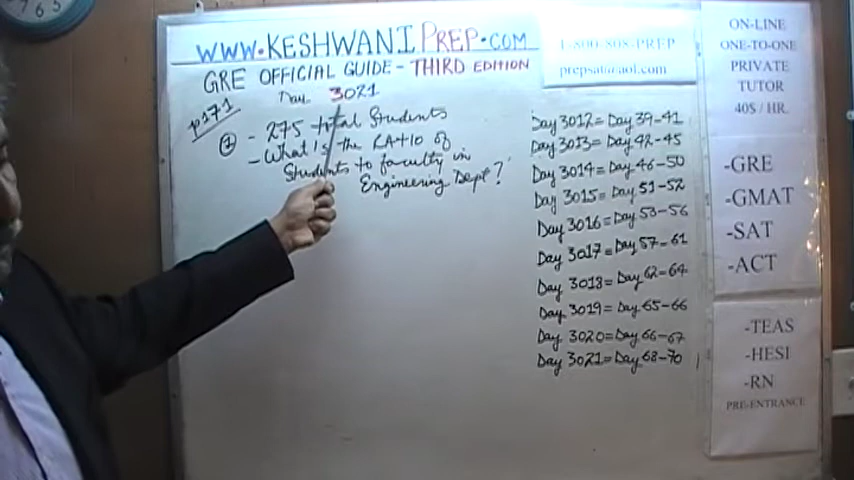 WWW.KESHWANIPREP.COM
GRE OFFICIAL GUIDE - THIRD EDITION
Day 3021
p171
② - 275 total Students
- What is the RATIO of
Students to faculty in
Engineering Dept?
1-800-808-PREP
prepsat@aol.com
Day 3012 = Day 39-41
Day 3013 = Day 42-45
Day 3014 = Day 46-50
Day 3015 = Day 51-52
Day 3016 = Day 53-56
Day 3017 = Day 57-61
Day 3018 = Day 62-64
Day 3019 = Day 65-66
Day 3020 = Day 66-67
Day 3021 = Day 68-70
ON-LINE
ONE-TO-ONE
PRIVATE
TUTOR
40$ / HR.
-GRE
-GMAT
-SAT
-ACT
-TEAS
-HESI
-RN
PRE-ENTRANCE